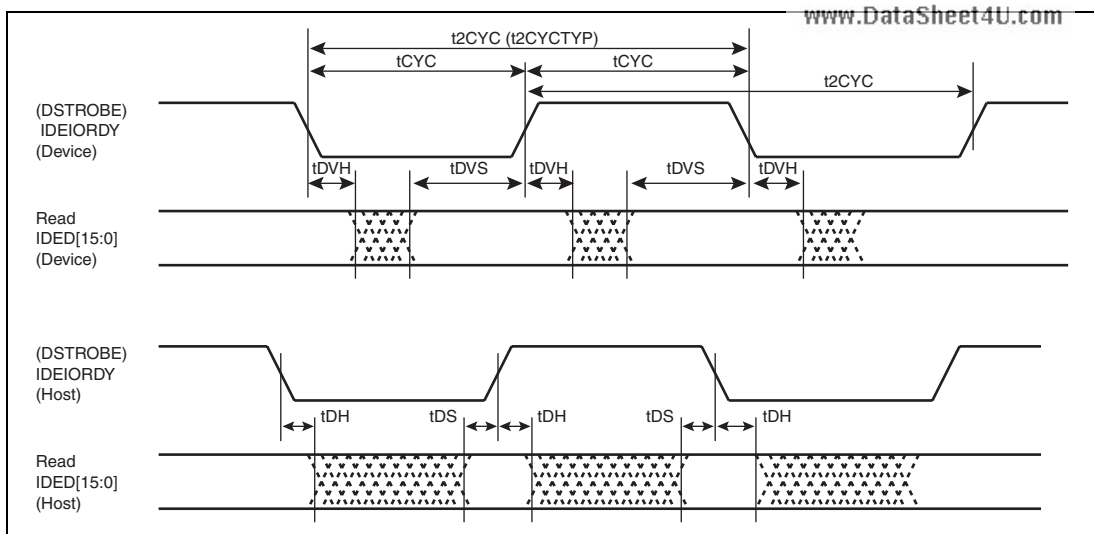 www.DataSheet4U.com
t2CYC (t2CYCTYP)
tCYC
tCYC
t2CYC
(DSTROBE)
IDEIORDY
(Device)
tDVH
tDVS
tDVH
tDVS
tDVH
Read
IDED[15:0]
(Device)
(DSTROBE)
IDEIORDY
(Host)
tDH
tDS
tDH
tDS
tDH
Read
IDED[15:0]
(Host)